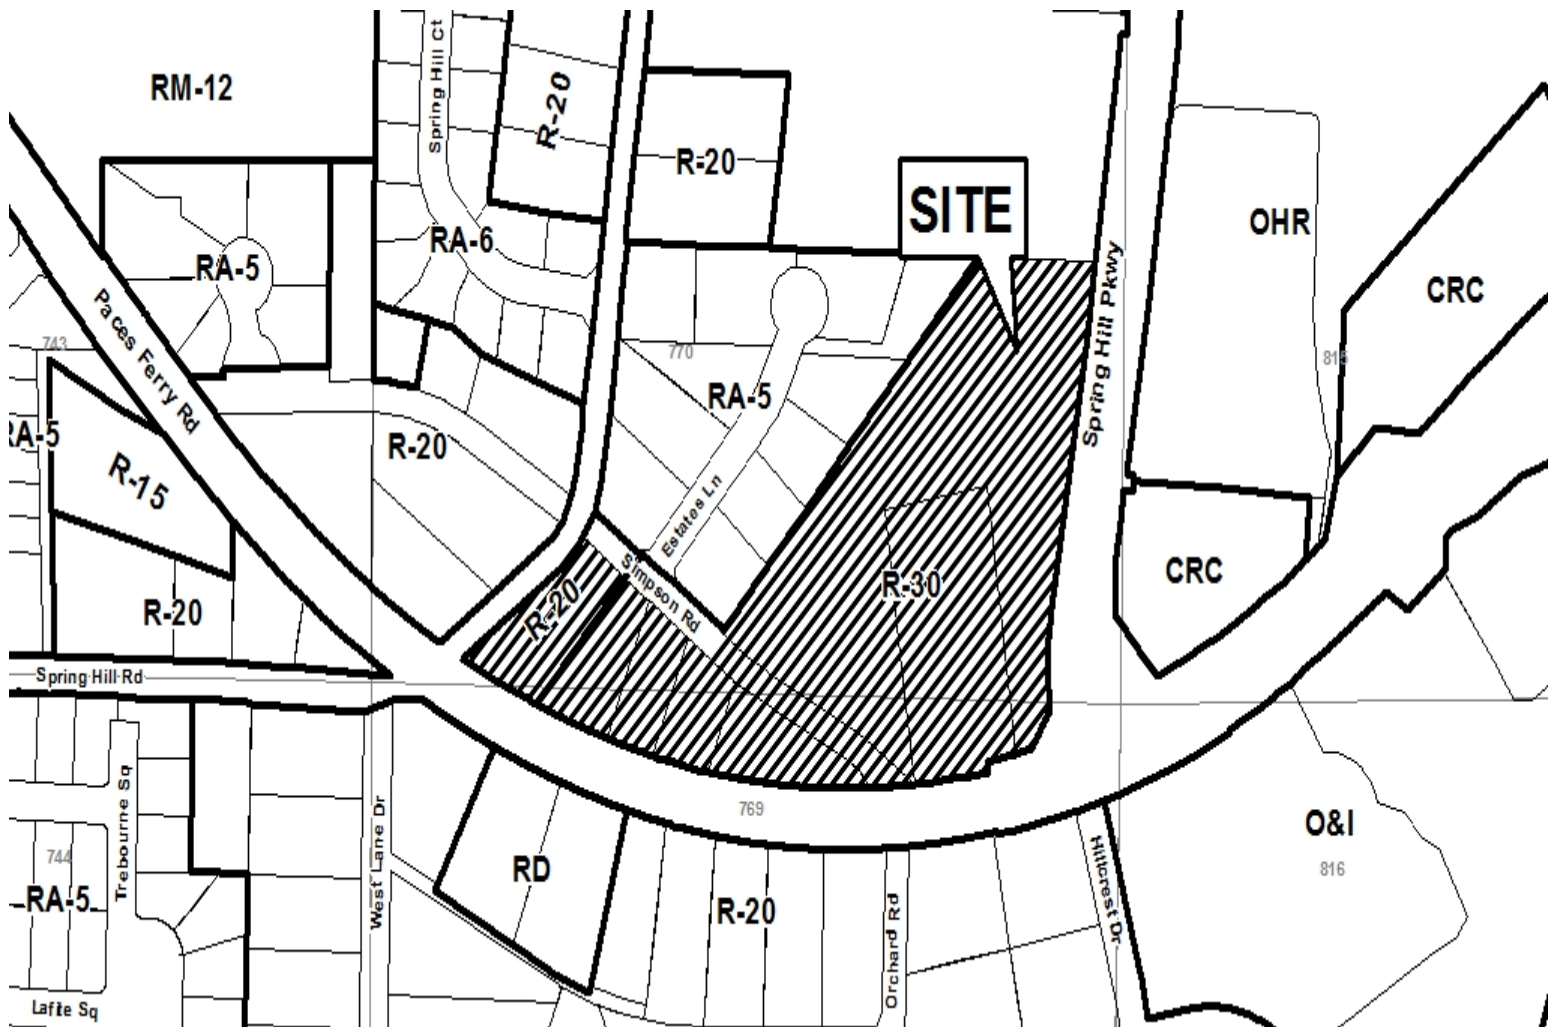 Spring Hill Ct
RM-12
R-20
R-20
SITE
OHR
RA-6
RA-5
CRC
Paces Ferry Rd
Spring Hill Pkwy
743
770
815
RA-5
RA-5
R-20
R-15
Estates Ln
Simpson Rd
R-20
R-30
CRC
R-20
Spring Hill Rd
769
Trebourne Sq
West Lane Dr
744
RD
O&I
816
RA-5
R-20
Hillcrest Dr
Orchard Rd
Lafite Sq